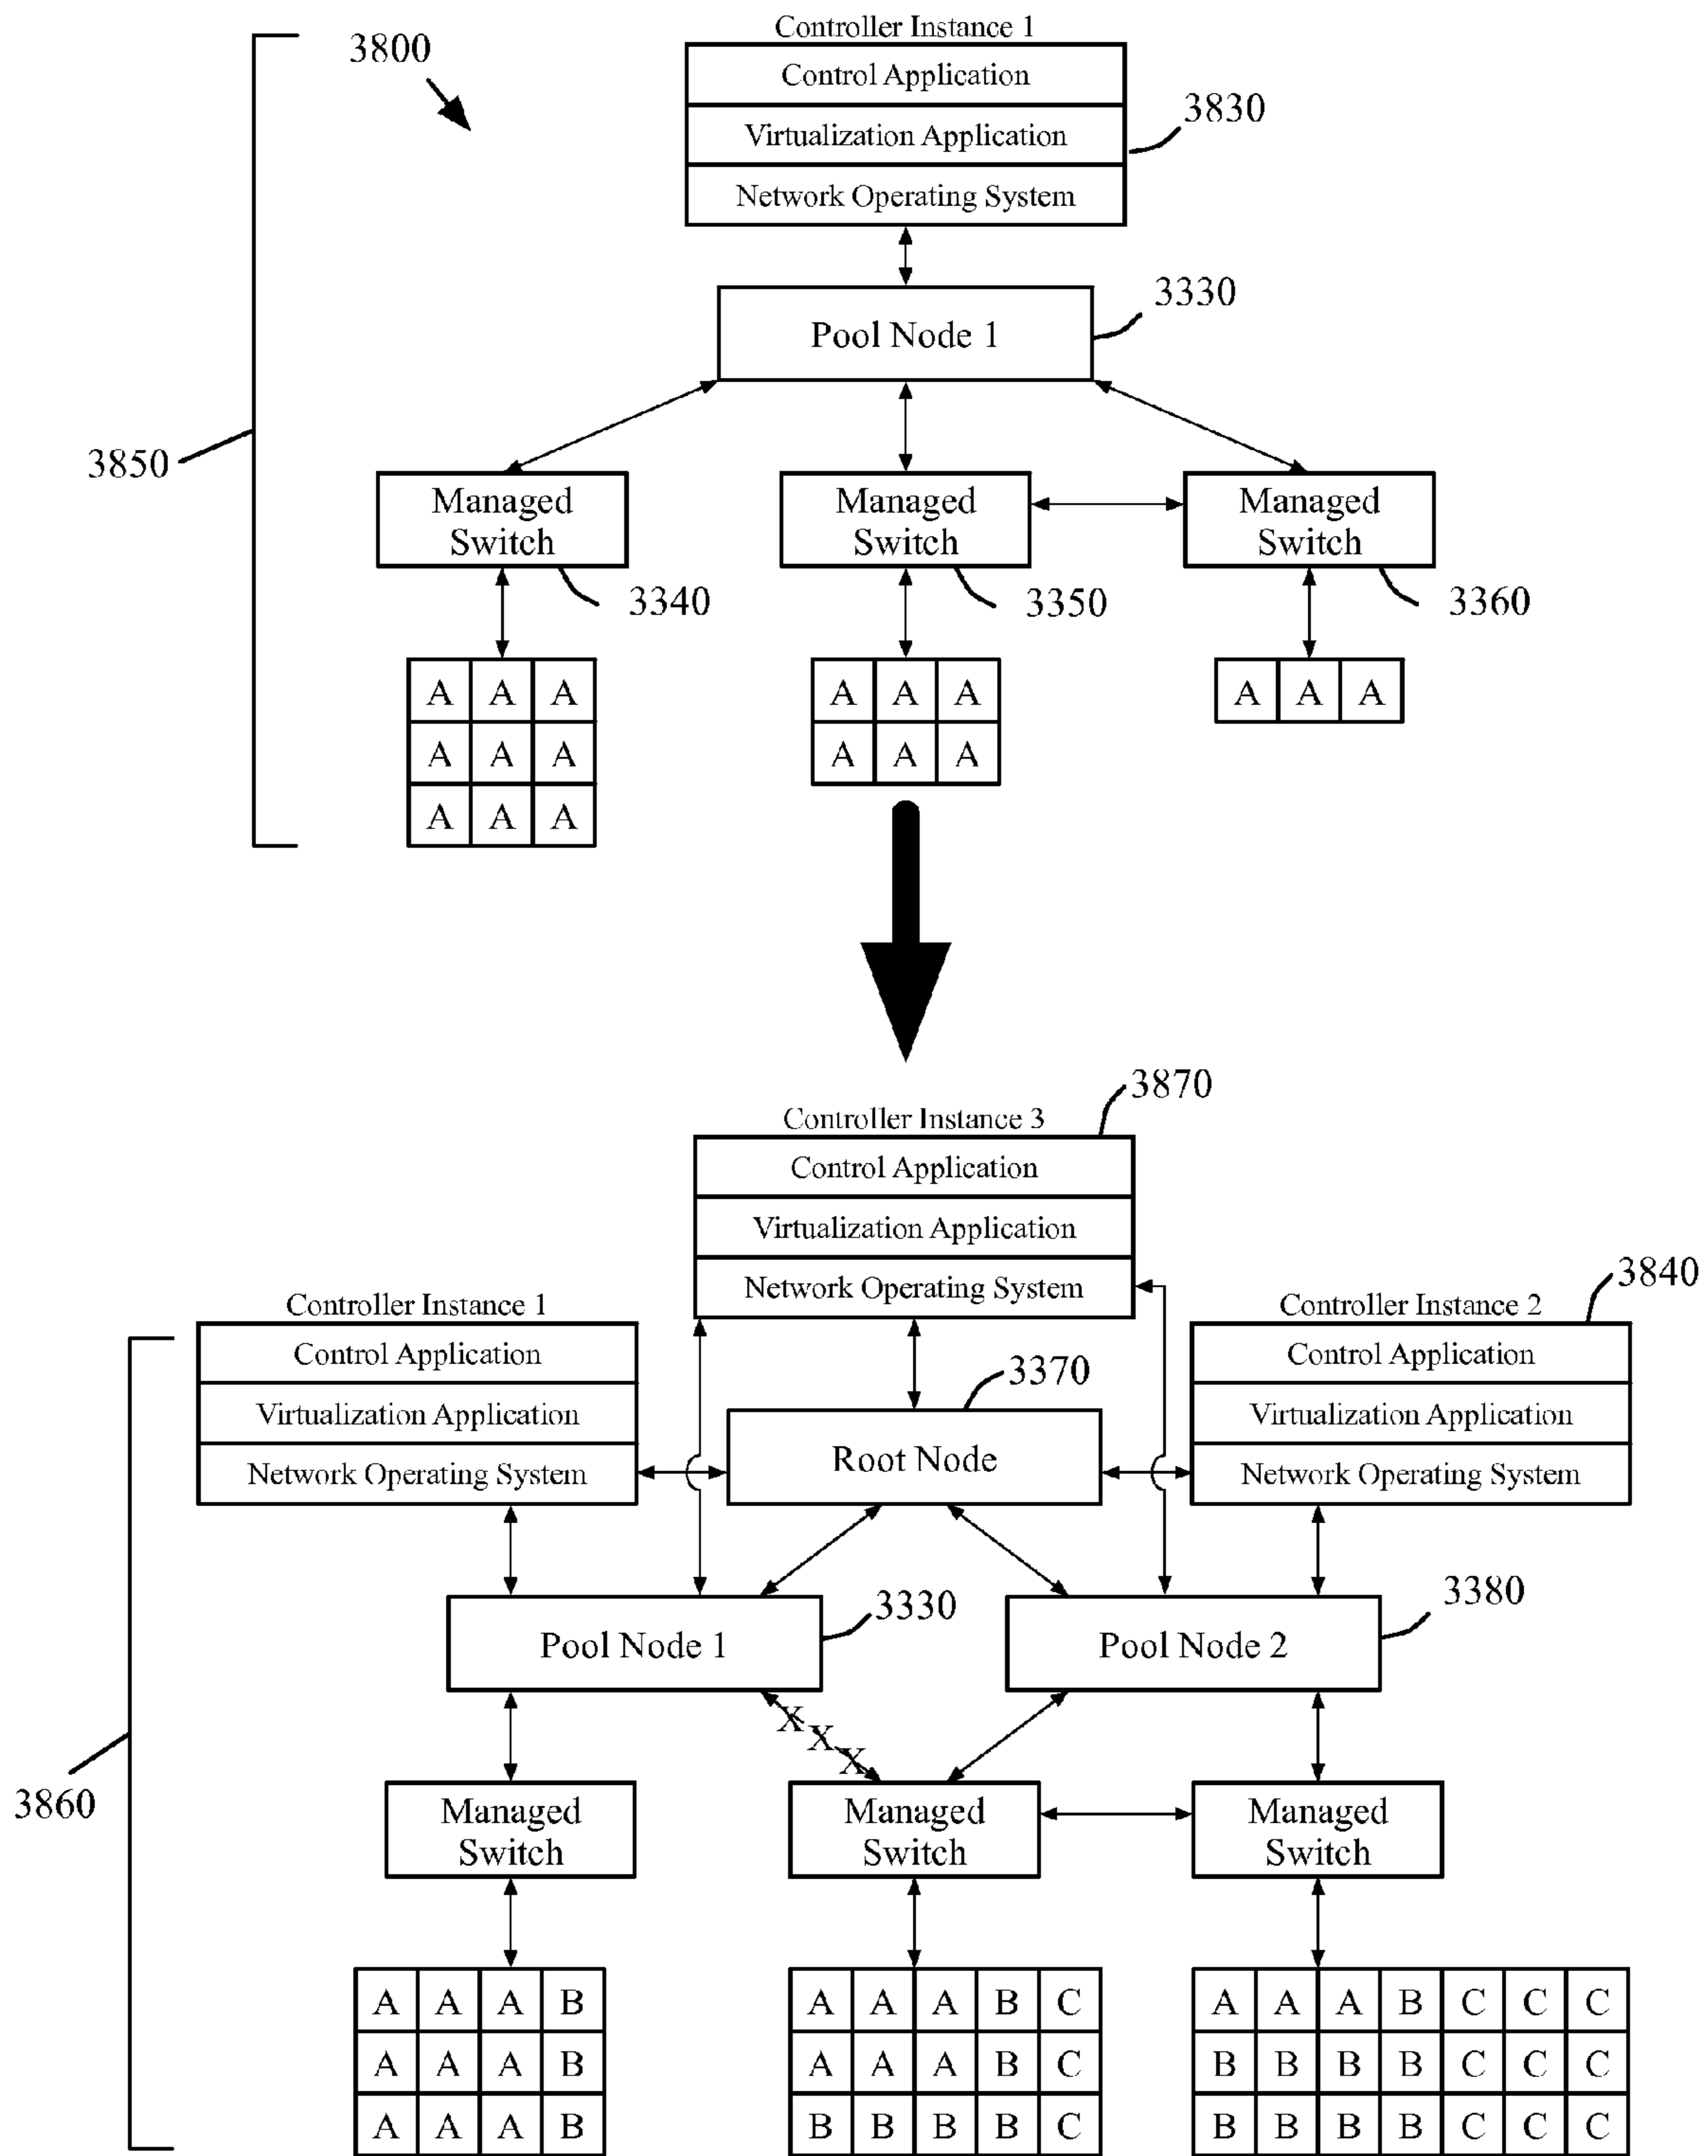 Controller Instance 1
3800
Control Application
3830
Virtualization Application
Network Operating System
3330
Pool Node 1
3850
Managed
Switch
Managed
Switch
Managed
Switch
3340
3350
3360
A A A
A A A
A A A
A A A
A A A
A A A
3870
Controller Instance 3
Control Application
Virtualization Application
Network Operating System
3840
Controller Instance 1
Control Application
Virtualization Application
Network Operating System
Controller Instance 2
Control Application
Virtualization Application
Network Operating System
3370
Root Node
3330
3380
Pool Node 1
Pool Node 2
X
X
X
3860
Managed
Switch
Managed
Switch
Managed
Switch
A A A B
A A A B
A A A B
A A A B C
A A A B C
B B B B C
A A A B C C C
B B B B C C C
B B B B C C C